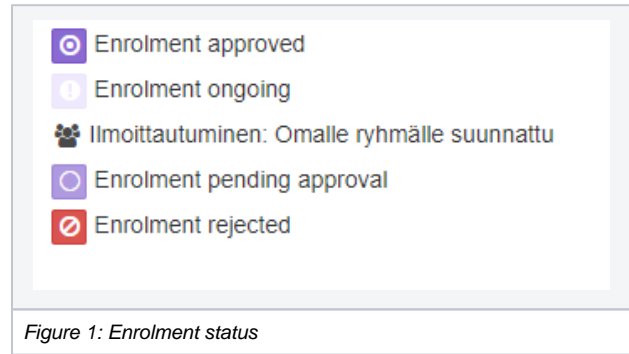 Enrolment approved
Enrolment ongoing
Ilmoittautuminen: Omalle ryhmälle suunnattu
Enrolment pending approval
Enrolment rejected
Figure 1: Enrolment status